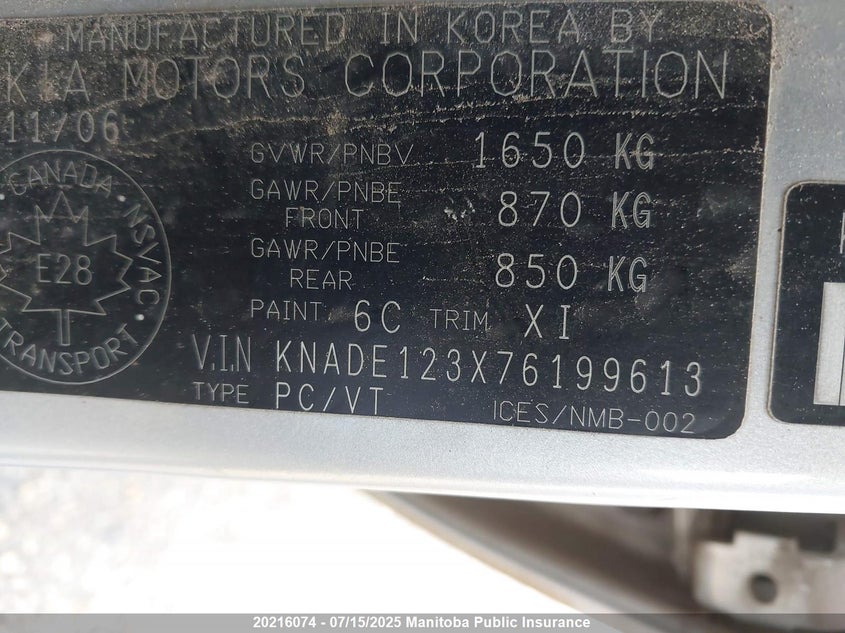 MANUFACTURED IN KOREA BY
KIA MOTORS CORPORATION
11/06
GVWR/PNBV 1650 KG
GAWR/PNBE FRONT 870 KG
GAWR/PNBE REAR 850 KG
PAINT 6C TRIM XI
V.I.N KNADE123X76199613
TYPE PC/VT ICES/NMB-002
CANADA NSVAC
E28
TRANSPORT
20216074 - 07/15/2025 Manitoba Public Insurance